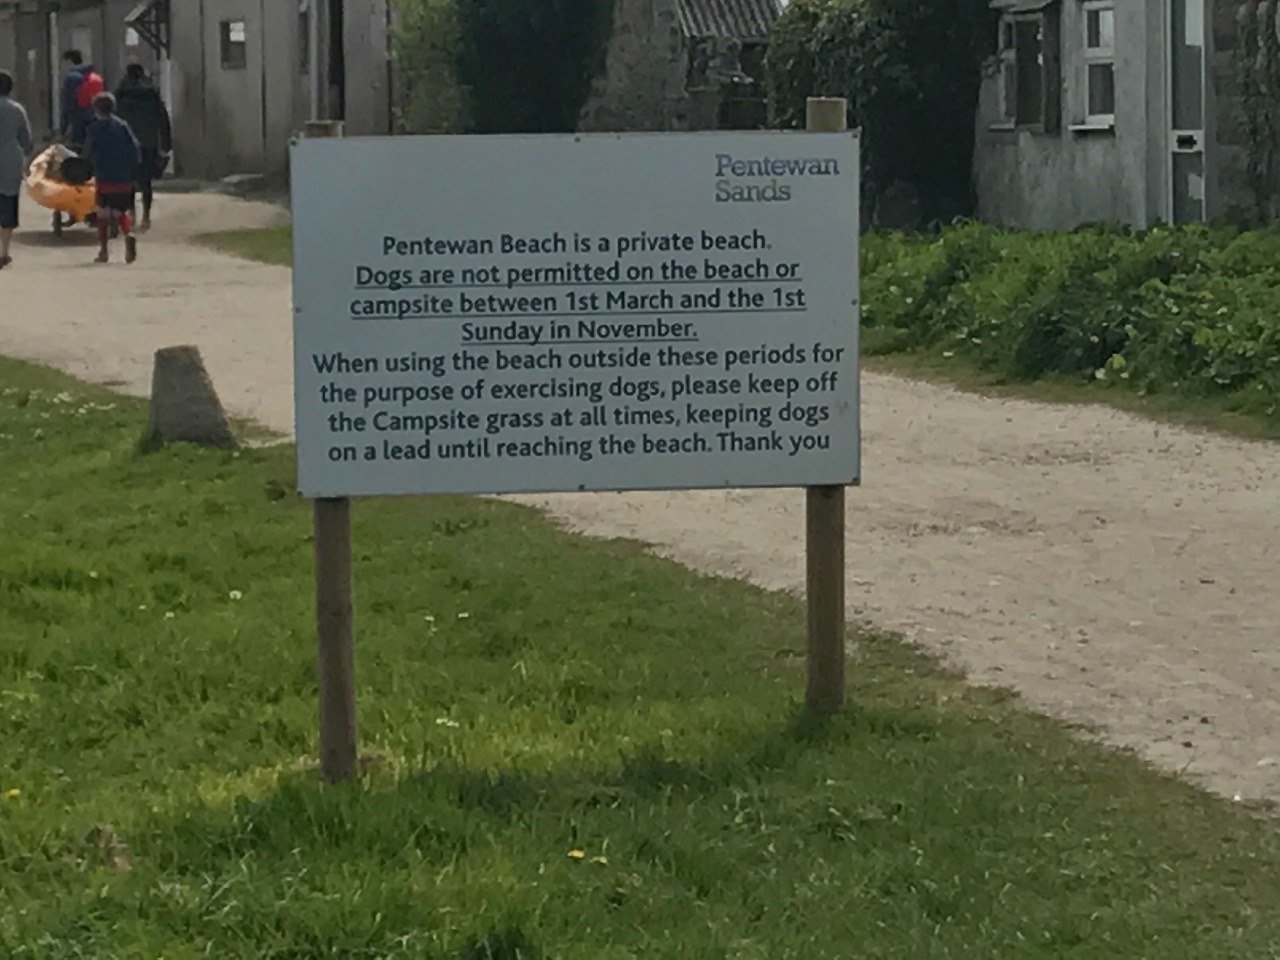 Pentewan
Sands
Pentewan Beach is a private beach.
Dogs are not permitted on the beach or
campsite between 1st March and the 1st
Sunday in November.
When using the beach outside these periods for
the purpose of exercising dogs, please keep off
the Campsite grass at all times, keeping dogs
on a lead until reaching the beach. Thank you